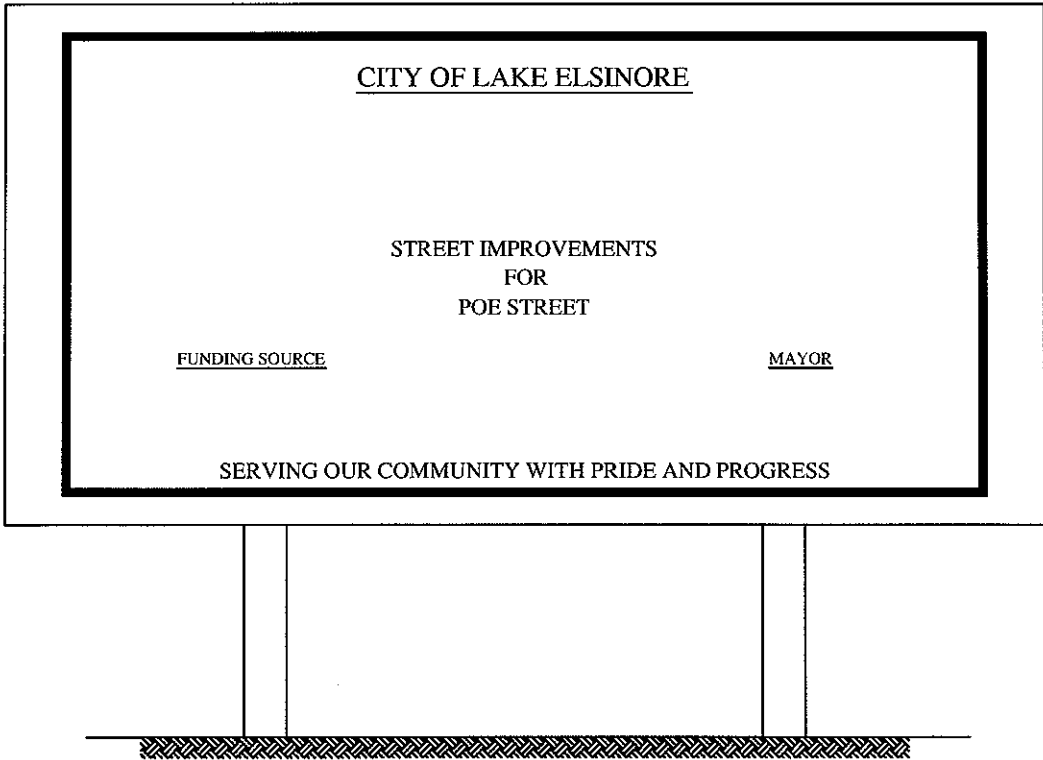 CITY OF LAKE ELSINORE
STREET IMPROVEMENTS
FOR
POE STREET
FUNDING SOURCE
MAYOR
SERVING OUR COMMUNITY WITH PRIDE AND PROGRESS